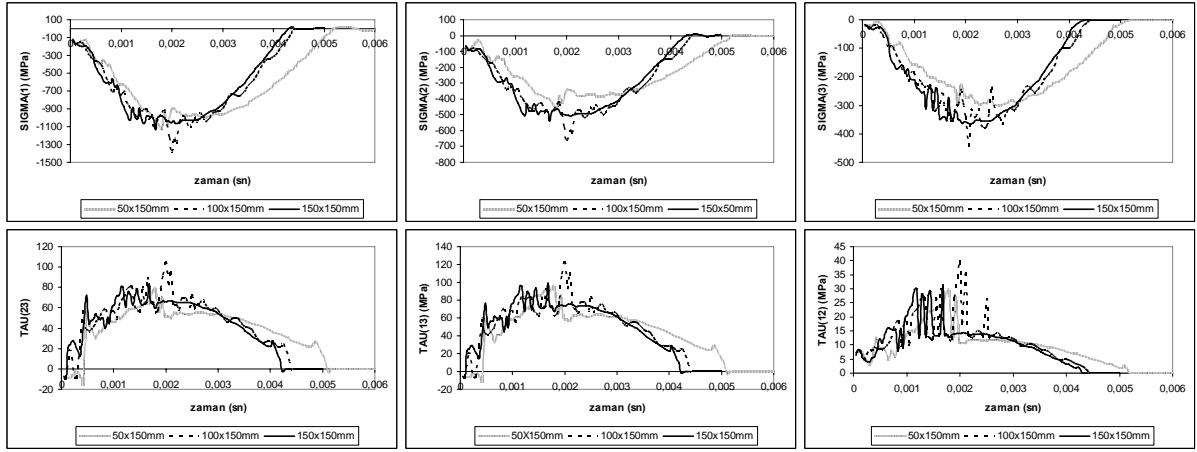 SIGMA(1) (MPa)
100
-100
-300
-500
-700
-900
-1100
-1300
-1500
0 0,001 0,002 0,003 0,004 0,005 0,006
zaman (sn)
50x150mm 100x150mm 150x150mm
SIGMA(2) (MPa)
100
0
-100
-200
-300
-400
-500
-600
-700
-800
0 0,001 0,002 0,003 0,004 0,005 0,006
zaman (sn)
50x150mm 100x150mm 150x50mm
SIGMA(3) (MPa)
0
-100
-200
-300
-400
-500
0 0,001 0,002 0,003 0,004 0,005 0,006
zaman (sn)
50x150mm 100x150mm 150x150mm
TAU(23)
120
100
80
60
40
20
0
-20
0 0,001 0,002 0,003 0,004 0,005 0,006
zaman (sn)
50x150mm 100x150mm 150x150mm
TAU(13) (MPa)
140
120
100
80
60
40
20
0
-20
0 0,001 0,002 0,003 0,004 0,005 0,006
zaman (sn)
50X150mm 100x150mm 150x150mm
TAU(12) (MPa)
45
40
35
30
25
20
15
10
5
0
0 0,001 0,002 0,003 0,004 0,005 0,006
zaman (sn)
50x150mm 100x150mm 150x150mm